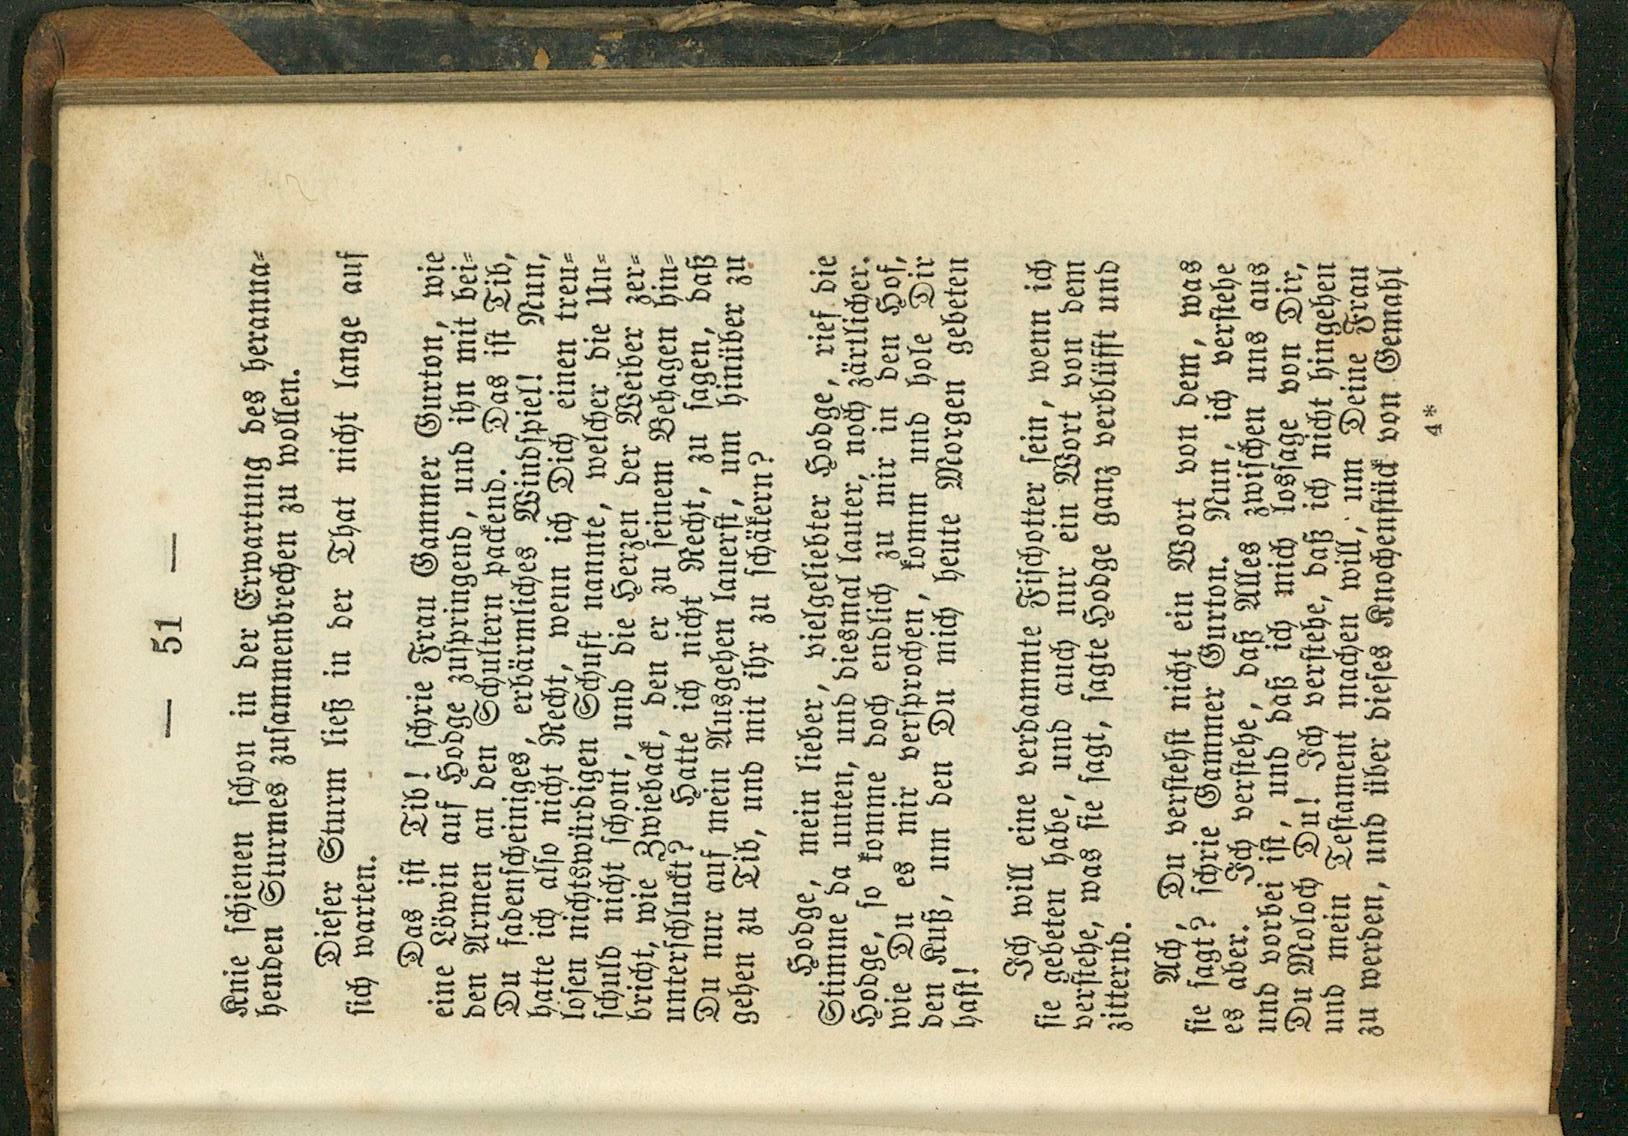 — 51 —
Knie schienen schon in der Erwartung des heranna-
henden Sturmes zusammenbrechen zu wollen.
Dieser Sturm ließ in der That nicht lange auf
sich warten.
Das ist Tib! schrie Frau Gammer Gurton, wie
eine Löwin auf Hodge zuspringend, und ihn mit bei-
den Armen an den Schultern packend. Das ist Tib,
Du fadenscheiniges, erbärmliches Windspiel! Nun,
hatte ich also nicht Recht, wenn ich Dich einen treu-
losen nichtswürdigen Schuft nannte, welcher die Un-
schuld nicht schont, und die Herzen der Weiber zer-
bricht, wie Zwieback, den er zu seinem Behagen hin-
unterschluckt? Hatte ich nicht Recht, zu sagen, daß
Du nur auf mein Ausgehen lauerst, um hinüber zu
gehen zu Tib, und mit ihr zu schäkern?
Hodge, mein lieber, vielgeliebter Hodge, rief die
Stimme da unten, und diesmal lauter, noch zärtlicher.
Hodge, so komme doch endlich zu mir in den Hof,
wie Du es mir versprochen, komm und hole Dir
den Kuß, um den Du mich heute Morgen gebeten
hast!
Ich will eine verdammte Fischotter sein, wenn ich
sie gebeten habe, und auch nur ein Wort von dem
verstehe, was sie sagt, sagte Hodge ganz verblüfft und
zitternd.
Ach, Du verstehst nicht ein Wort von dem, was
sie sagt? schrie Gammer Gurton. Nun, ich verstehe
es aber. Ich verstehe, daß Alles zwischen uns aus
und vorbei ist, und daß ich mich lossage von Dir,
Du Moloch Du! Ich verstehe, daß ich nicht hingehen
und mein Testament machen will, um Deine Frau
zu werden, und über dieses Knochenstück von Gemahl
4*